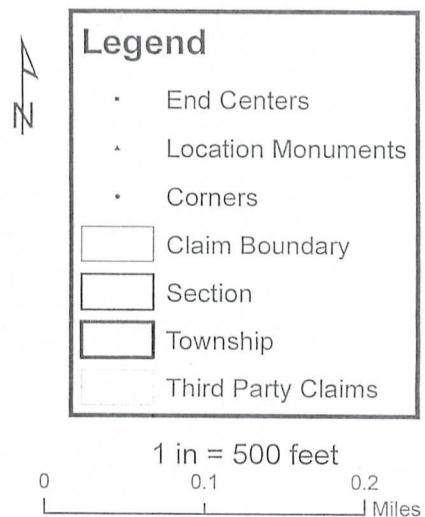 N
Legend
End Centers
Location Monuments
Corners
Claim Boundary
Section
Township
Third Party Claims
1 in = 500 feet
0 0.1 0.2
Miles